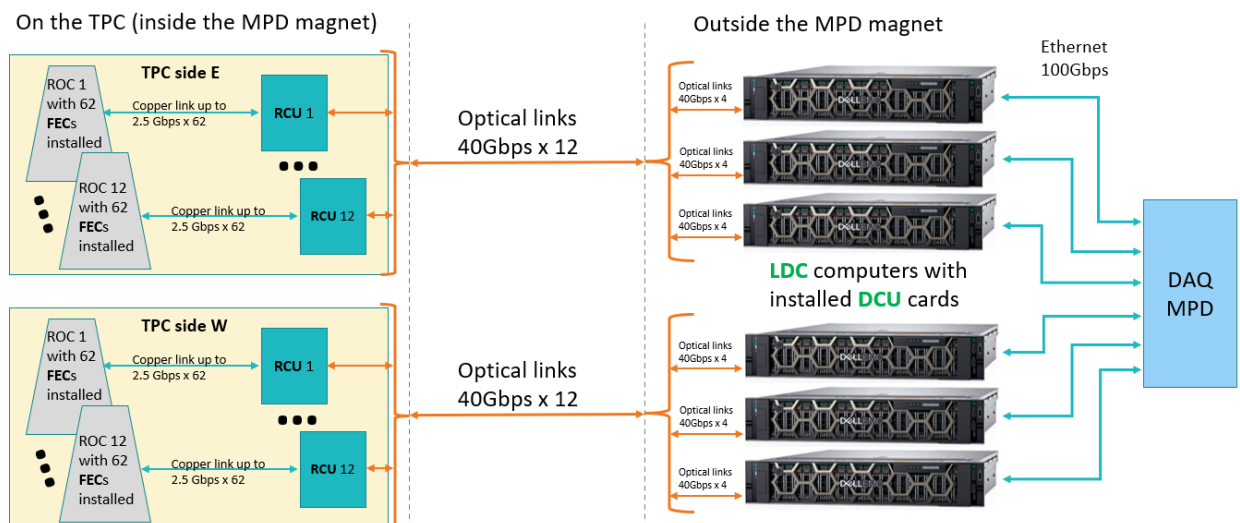 On the TPC (inside the MPD magnet)
Outside the MPD magnet
Ethernet
100Gbps
TPC side E
ROC 1
with 62
FECs
installed
Copper link up to
2.5 Gbps x 62
RCU 1
ROC 12
with 62
FECs
installed
Copper link up to
2.5 Gbps x 62
RCU 12
Optical links
40Gbps x 12
Optical links
40Gbps x 4
DELLEMC
Optical links
40Gbps x 4
DELLEMC
Optical links
40Gbps x 4
DELLEMC
LDC computers with
installed DCU cards
DAQ
MPD
TPC side W
ROC 1
with 62
FECs
installed
Copper link up to
2.5 Gbps x 62
RCU 1
ROC 12
with 62
FECs
installed
Copper link up to
2.5 Gbps x 62
RCU 12
Optical links
40Gbps x 12
Optical links
40Gbps x 4
DELLEMC
Optical links
40Gbps x 4
DELLEMC
Optical links
40Gbps x 4
DELLEMC